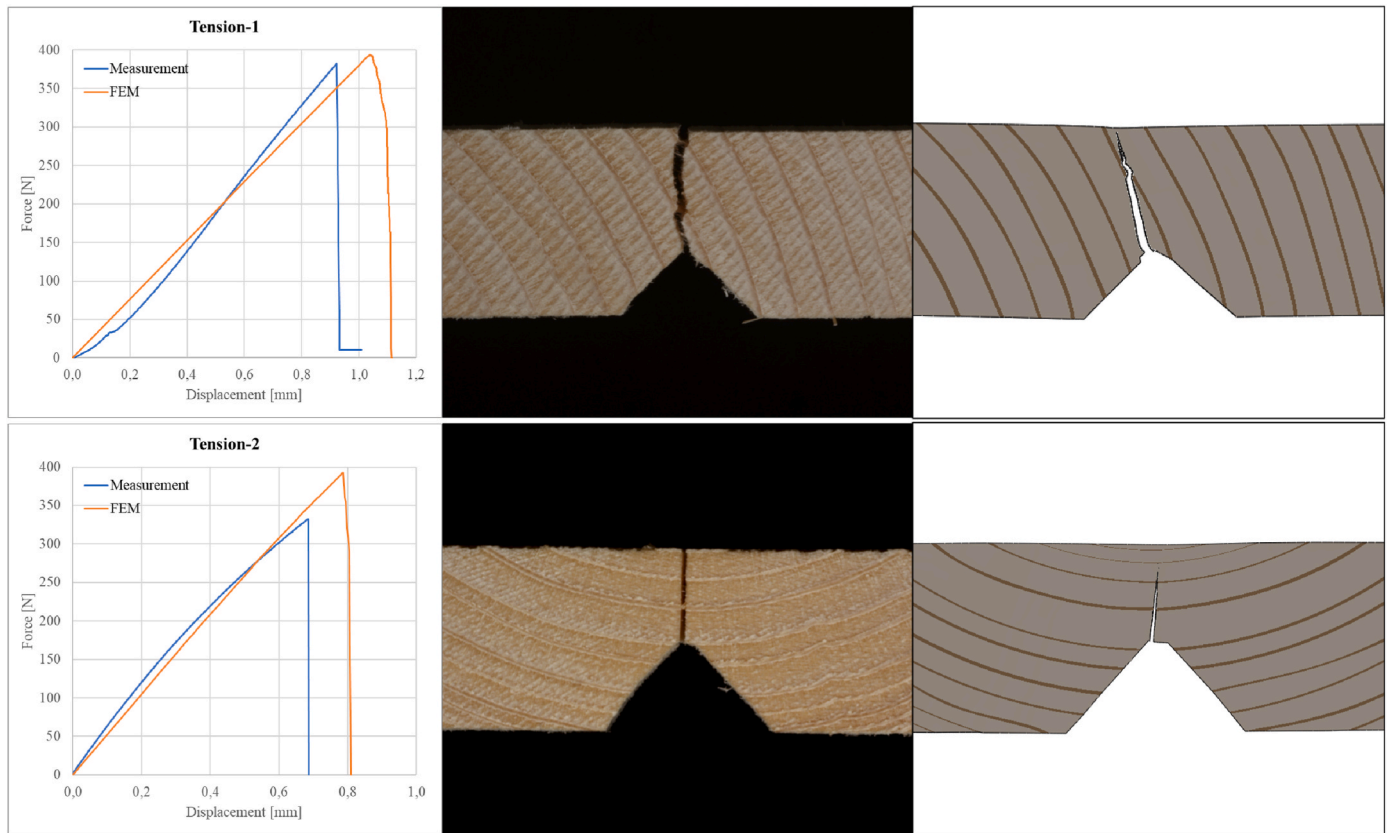 Tension-1
400
350
300
250
200
150
100
50
0
Force [N]
Measurement
FEM
0,0 0,2 0,4 0,6 0,8 1,0 1,2
Displacement [mm]
Tension-2
400
350
300
250
200
150
100
50
0
Force [N]
Measurement
FEM
0,0 0,2 0,4 0,6 0,8 1,0
Displacement [mm]